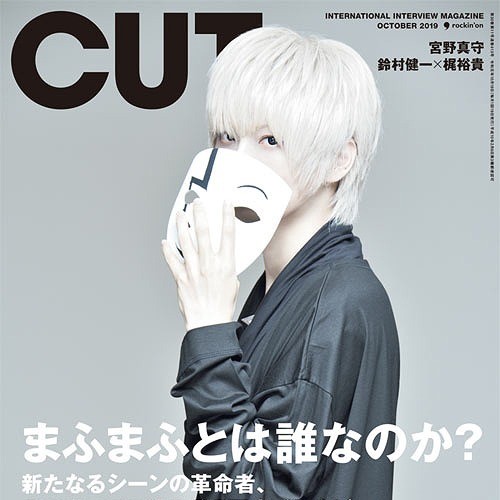 CUT
INTERNATIONAL INTERVIEW MAGAZINE
OCTOBER 2019 rockin'on
宮野真守
鈴村健一×梶裕貴
まふまふとは誰なのか?
新たなるシーンの革命者、